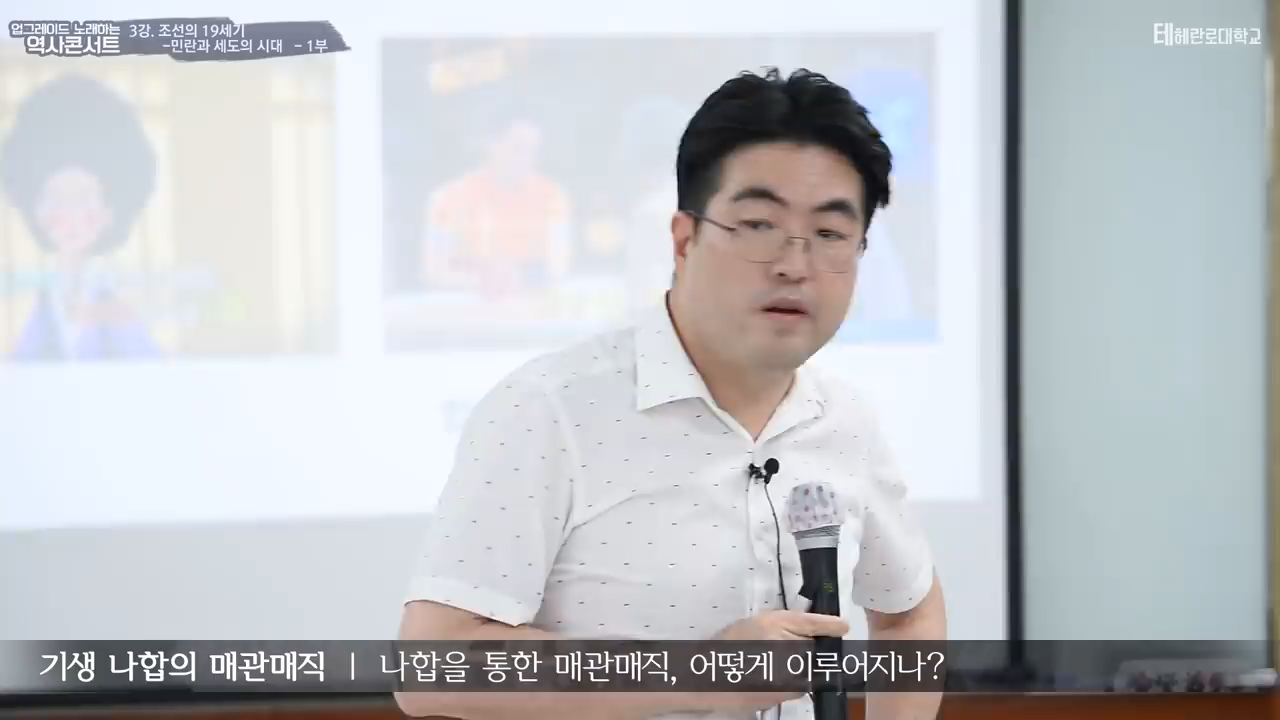 업그레이드 노래하는
역사콘서트
3강. 조선의 19세기
-민란과 세도의 시대 - 1부
테헤란로대학교
기생 나합의 매관매직 | 나합을 통한 매관매직, 어떻게 이루어지나?